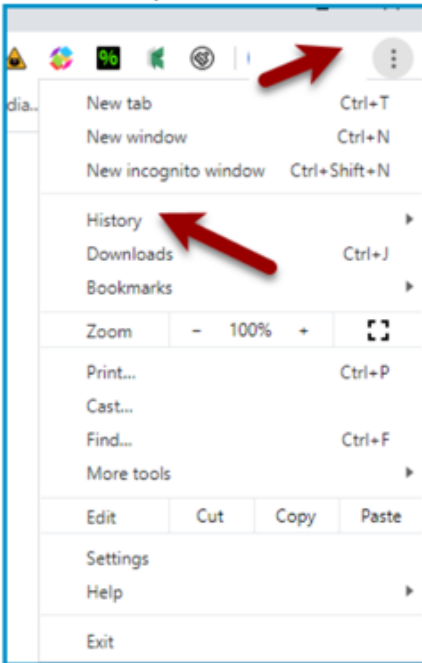 %
dia..
New tab Ctrl+T
New window Ctrl+N
New incognito window Ctrl+Shift+N
History
Downloads Ctrl+J
Bookmarks
Zoom - 100% +
Print... Ctrl+P
Cast...
Find... Ctrl+F
More tools
Edit Cut Copy Paste
Settings
Help
Exit